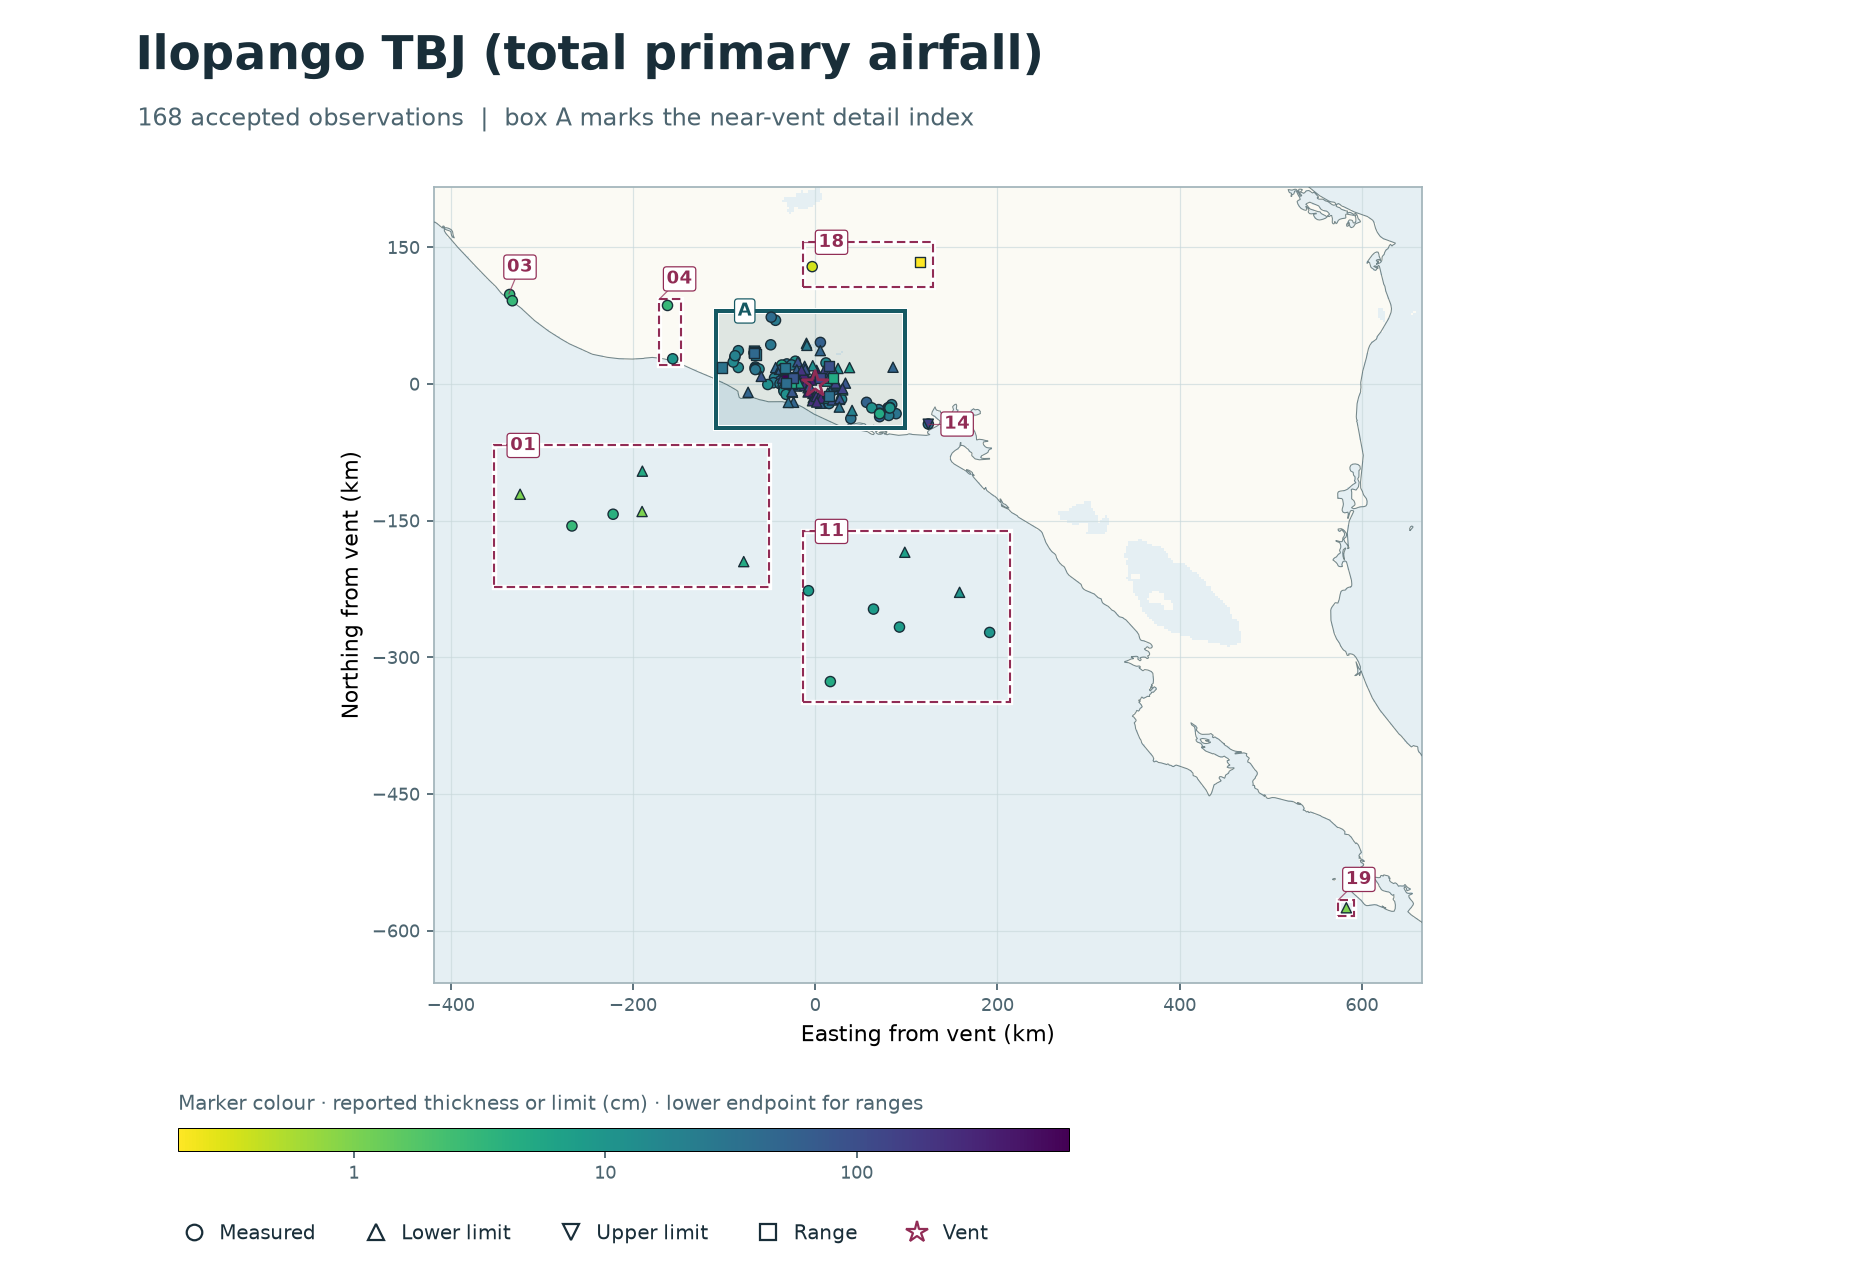 Ilopango TBJ (total primary airfall)
168 accepted observations | box A marks the near-vent detail index
18
03
04
A
14
01
11
19
150
0
−150
−300
−450
−600
Northing from vent (km)
−400
−200
0
200
400
600
Easting from vent (km)
Marker colour · reported thickness or limit (cm) · lower endpoint for ranges
1
10
100
Measured
Lower limit
Upper limit
Range
Vent